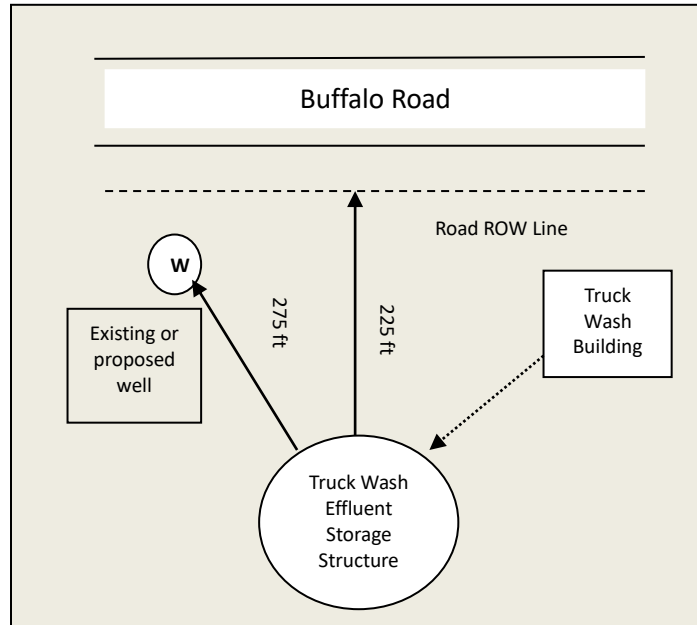 Buffalo Road
Road ROW Line
W
275 ft
225 ft
Existing or
proposed
well
Truck
Wash
Building
Truck Wash
Effluent
Storage
Structure